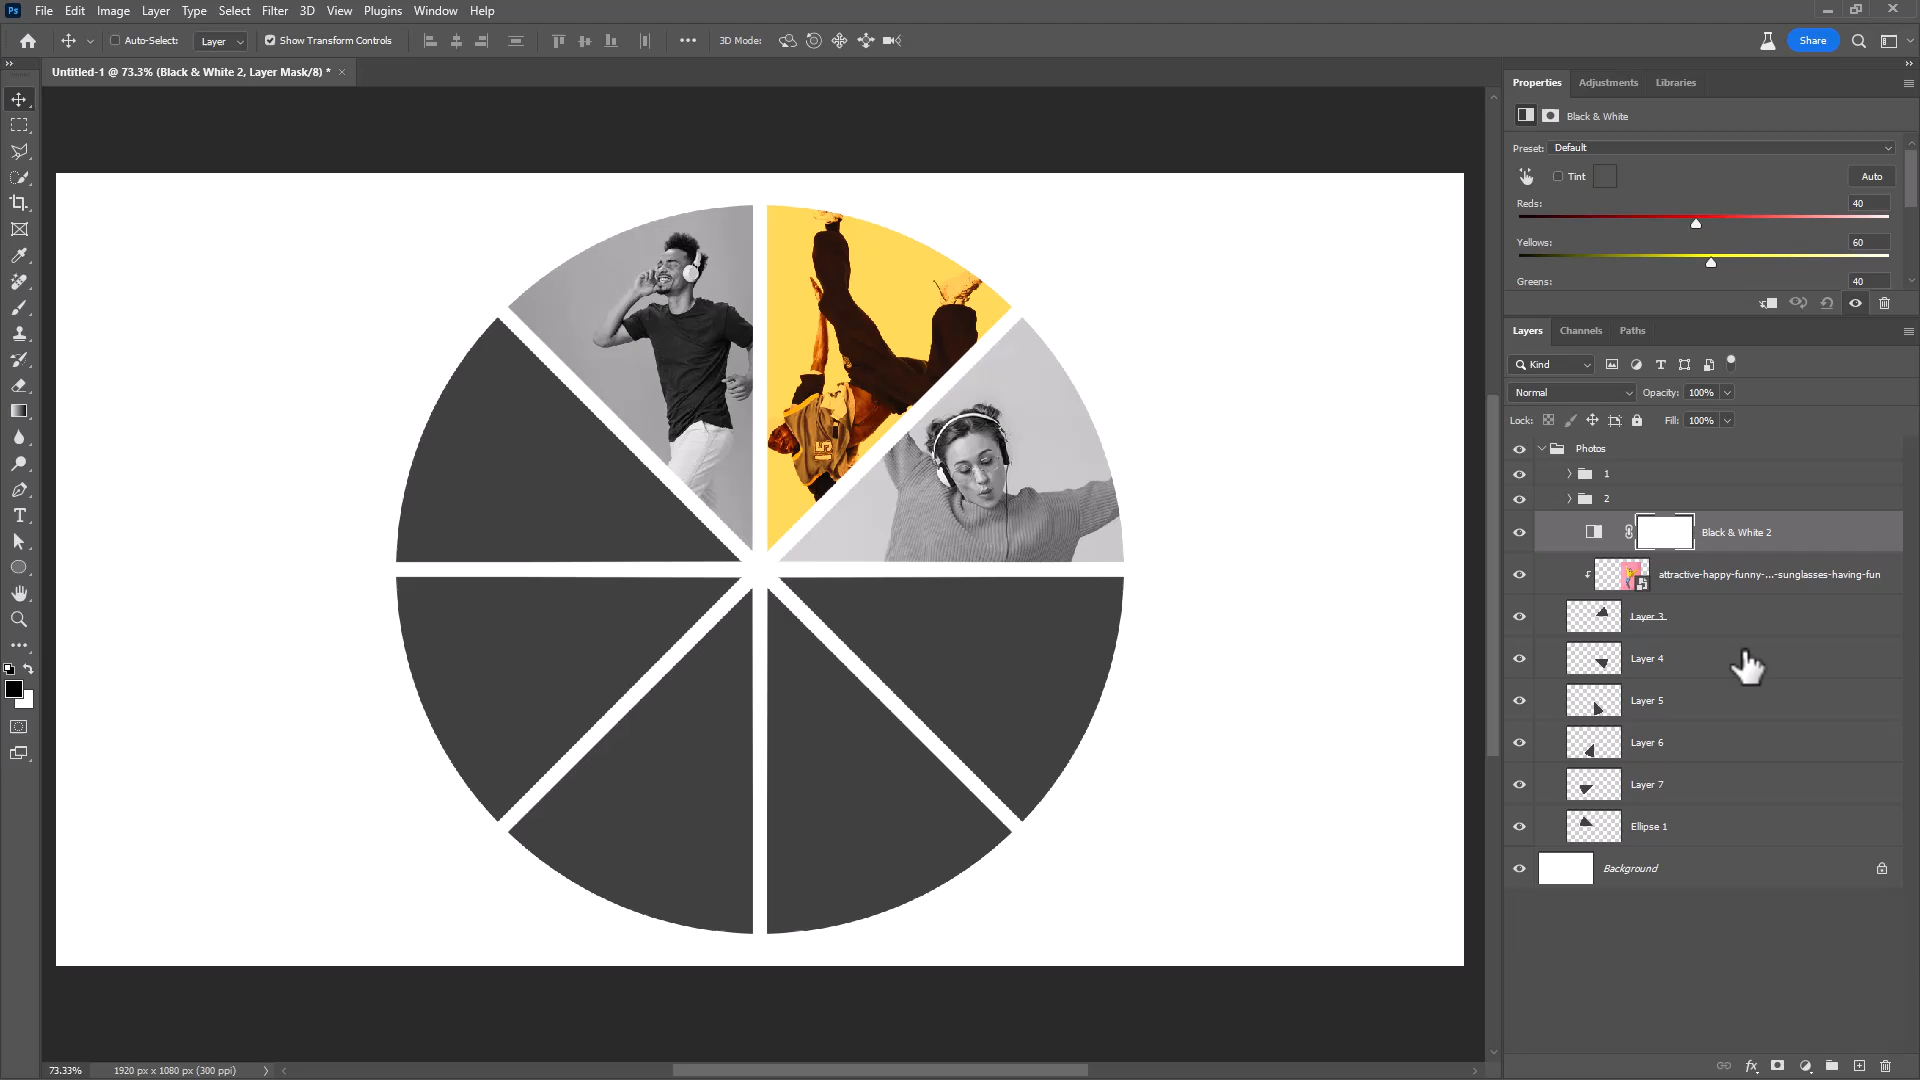 Ps File Edit Image Layer Type Select Filter 3D View Plugins Window Help
Auto-Select: Layer Show Transform Controls 3D Mode: Share
Untitled-1 @ 73.3% (Black & White 2, Layer Mask/8) *
Properties Adjustments Libraries
Black & White
Preset: Default
Tint Auto
Reds: 40
Yellows: 60
Greens: 40
Layers Channels Paths
Kind
Normal Opacity: 100%
Lock: Fill: 100%
Photos
1
2
Black & White 2
attractive-happy-funny-...-sunglasses-having-fun
Layer 3
Layer 4
Layer 5
Layer 6
Layer 7
Ellipse 1
Background
15
73.33% 1920 px x 1080 px (300 ppi)
fx